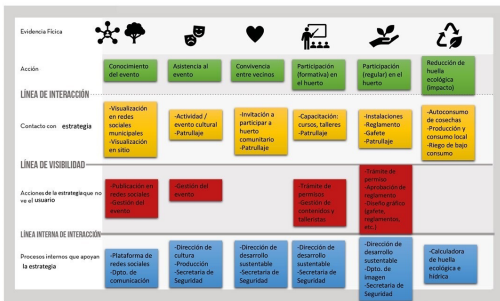 Evidencia Física
Acción
Conocimiento
del evento
Asistencia al
evento
Convivencia
entre vecinos
Participación
(formativa) en
el huerto
Participación
(regular) en el
huerto
Reducción de
huella
ecológica
(impacto)
LÍNEA DE INTERACCIÓN
Contacto con estrategia
-Visualización
en redes
sociales
municipales
-Visualización
en sitio
-Actividad /
evento cultural
-Patrullaje
-Invitación a
participar a
huerto
comunitario
-Patrullaje
-Capacitación:
cursos, talleres
-Patrullaje
-Instalaciones
-Reglamento
-Gafete
-Patrullaje
-Autoconsumo
de cosechas
-Producción y
consumo local
-Riego de bajo
consumo
LÍNEA DE VISIBILIDAD
Acciones de la estrategia que no
ve el usuario
-Publicación en
redes sociales
-Gestión del
evento
-Gestión del
evento
-Trámite de
permisos
-Gestión de
contenidos y
talleristas
-Trámite de
permiso
-Aprobación de
reglamento
-Diseño gráfico
(gafete,
reglamentos,
etc.)
LÍNEA INTERNA DE INTERACCIÓN
Procesos internos que apoyan
la estrategia
-Plataforma de
redes sociales
-Dpto. de
comunicación
-Dirección de
cultura
-Producción
-Secretaria de
Seguridad
-Dirección de
desarrollo
sustentable
-Secretaria de
Seguridad
-Dirección de
desarrollo
sustentable
-Secretaria de
Seguridad
-Dirección de
desarrollo
sustentable
-Dpto. de
imagen
-Secretaria de
Seguridad
-Calculadora
de huella
ecológica e
hídrica